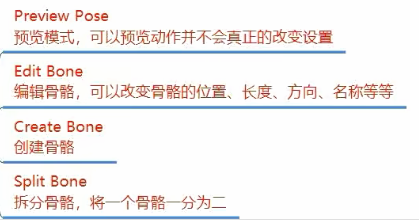 Preview Pose
预览模式，可以预览动作并不会真正的改变设置
Edit Bone
编辑骨骼，可以改变骨骼的位置、长度、方向、名称等等
Create Bone
创建骨骼
Split Bone
拆分骨骼，将一个骨骼一分为二